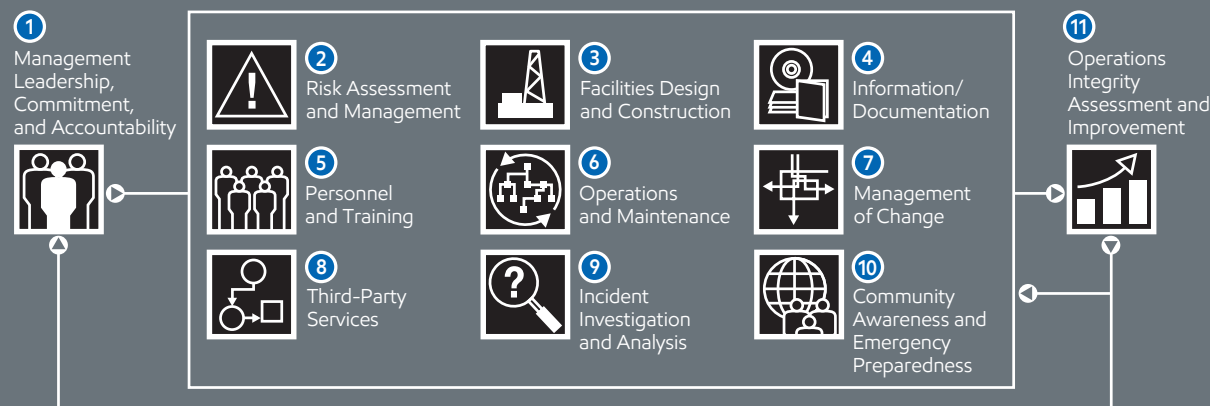 1
Management
Leadership,
Commitment,
and Accountability
2
Risk Assessment
and Management
3
Facilities Design
and Construction
4
Information/
Documentation
5
Personnel
and Training
6
Operations
and Maintenance
7
Management
of Change
8
Third-Party
Services
9
Incident
Investigation
and Analysis
10
Community
Awareness and
Emergency
Preparedness
11
Operations
Integrity
Assessment and
Improvement